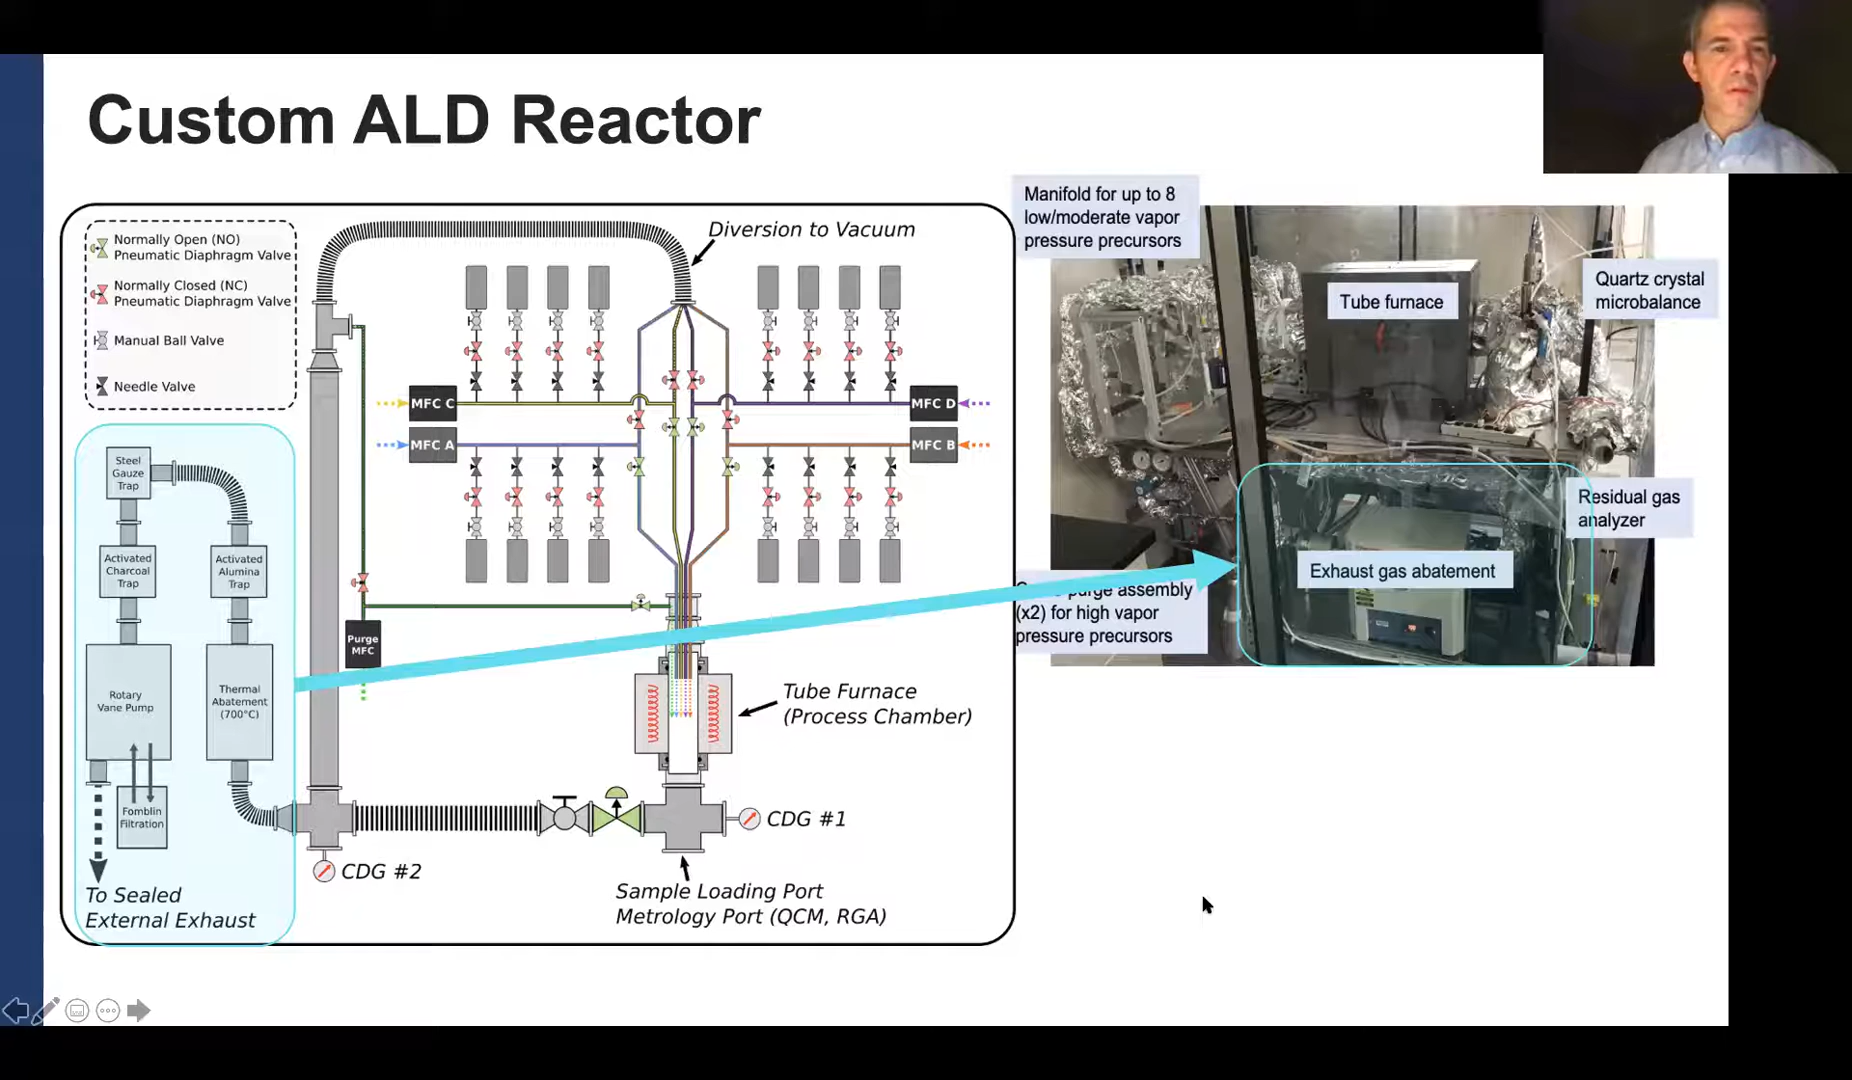 Custom ALD Reactor
Normally Open (NO)
Pneumatic Diaphragm Valve
Normally Closed (NC)
Pneumatic Diaphragm Valve
Manual Ball Valve
Needle Valve
Diversion to Vacuum
MFC C
MFC D
MFC A
MFC B
Steel
Gauze
Trap
Activated
Charcoal
Trap
Activated
Alumina
Trap
Rotary
Vane Pump
Thermal
Abatement
(700°C)
Fomblin
Filtration
To Sealed
External Exhaust
Purge
MFC
Tube Furnace
(Process Chamber)
CDG #1
CDG #2
Sample Loading Port
Metrology Port (QCM, RGA)
Manifold for up to 8
low/moderate vapor
pressure precursors
Tube furnace
Quartz crystal
microbalance
Residual gas
analyzer
Exhaust gas abatement
purge assembly
(x2) for high vapor
pressure precursors